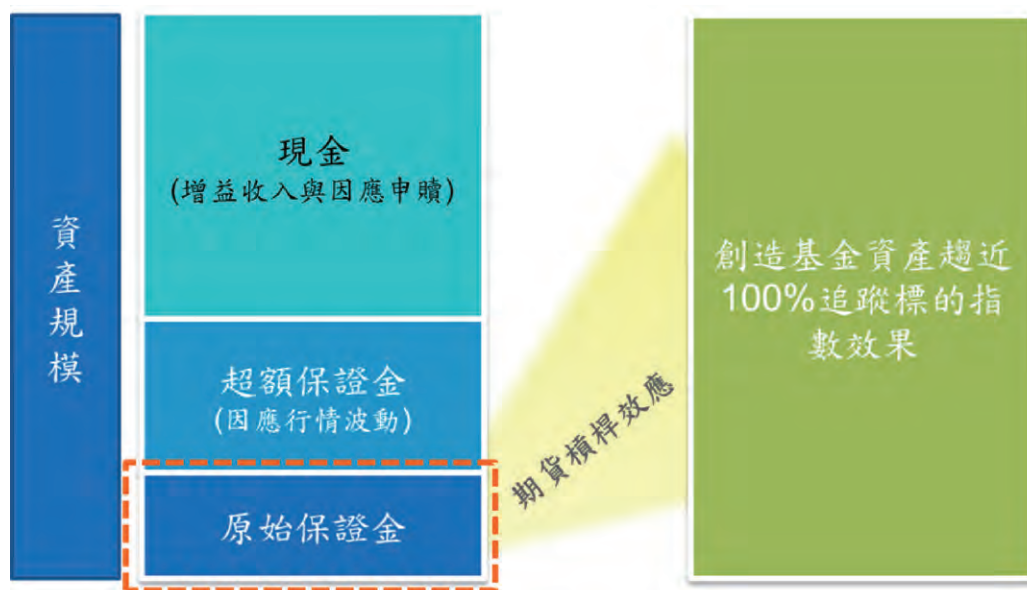 資產規模
現金
(增益收入與因應申贖)
超額保證金
(因應行情波動)
原始保證金
期貨槓桿效應
創造基金資產趨近
100%追蹤標的指
數效果